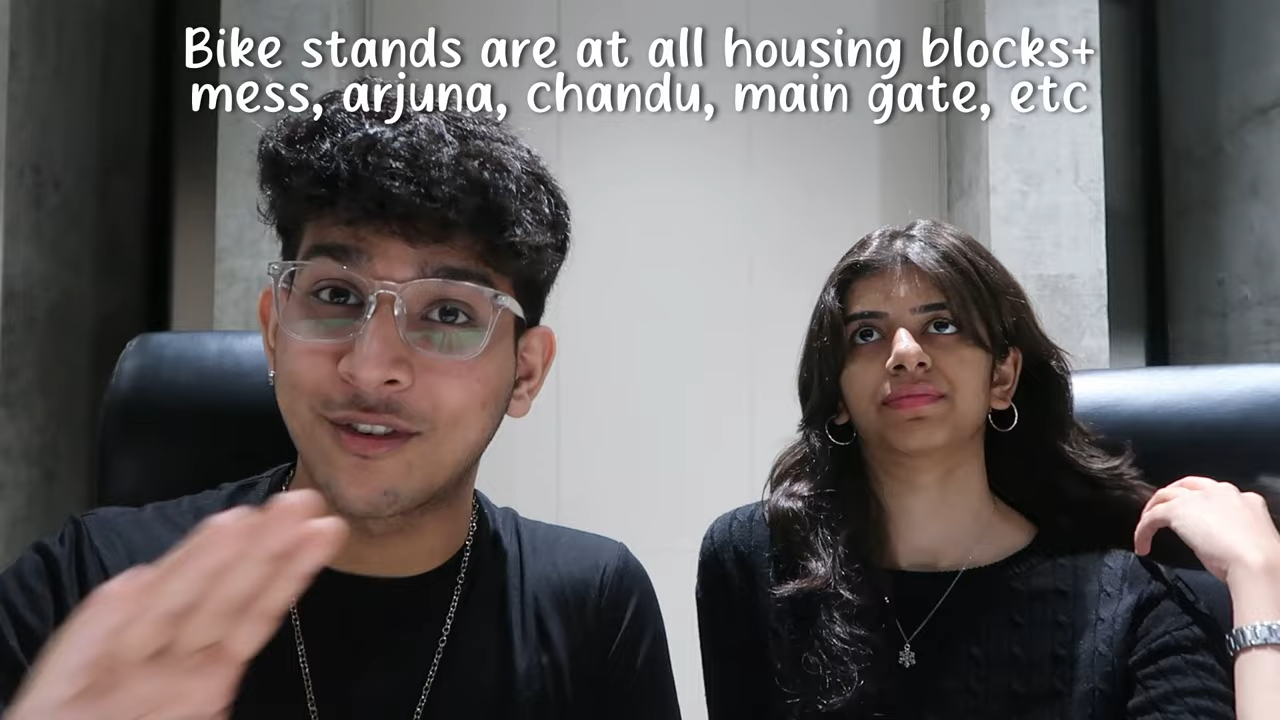 Bike stands are at all housing blocks+
mess, arjuna, chandu, main gate, etc